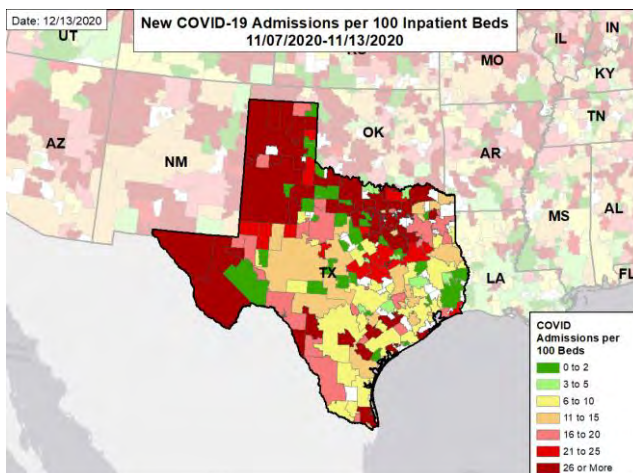 Date: 12/13/2020
New COVID-19 Admissions per 100 Inpatient Beds
11/07/2020-11/13/2020
UT
MO
IL
IN
KY
AZ
NM
OK
AR
TN
MS
AL
TX
LA
FL
COVID
Admissions per
100 Beds
0 to 2
3 to 5
6 to 10
11 to 15
16 to 20
21 to 25
26 or More